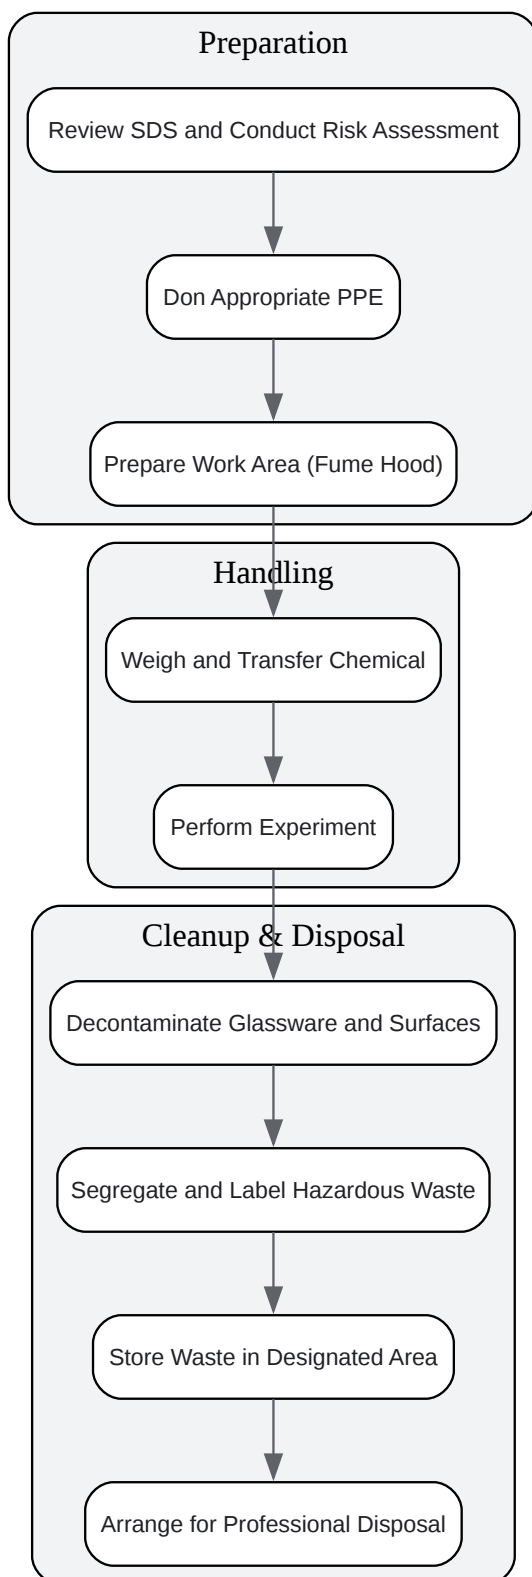 Preparation
Review SDS and Conduct Risk Assessment
Don Appropriate PPE
Prepare Work Area (Fume Hood)
Handling
Weigh and Transfer Chemical
Perform Experiment
Cleanup & Disposal
Decontaminate Glassware and Surfaces
Segregate and Label Hazardous Waste
Store Waste in Designated Area
Arrange for Professional Disposal